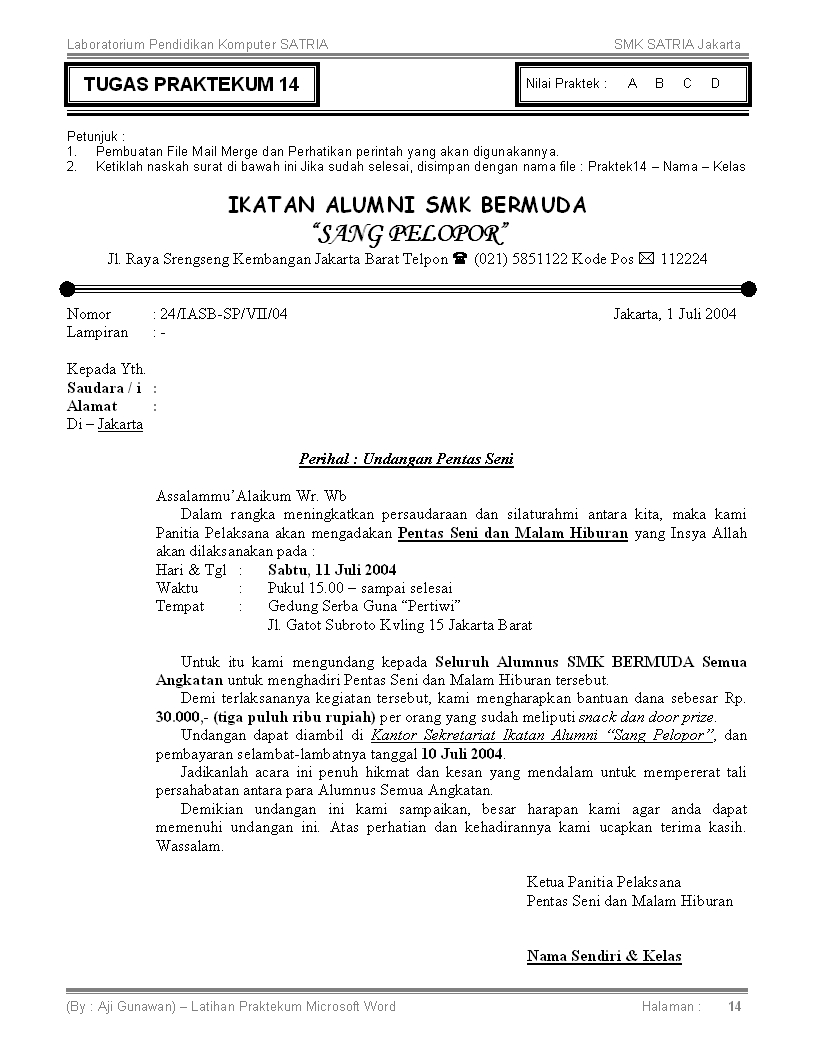 Laboratorium Pendidikan Komputer SATRIA SMK SATRIA Jakarta
TUGAS PRAKTEKUM 14 Nilai Praktek : A B C D
Petunjuk :
1. Pembuatan File Mail Merge dan Perhatikan perintah yang akan digunakannya.
2. Ketiklah naskah surat di bawah ini Jika sudah selesai, disimpan dengan nama file : Praktek14 – Nama – Kelas
IKATAN ALUMNI SMK BERMUDA
“SANG PELOPOR”
Jl. Raya Srengseng Kembangan Jakarta Barat Telpon ☎ (021) 5851122 Kode Pos ✉ 112224
Nomor : 24/IASB-SP/VII/04 Jakarta, 1 Juli 2004
Lampiran : -
Kepada Yth.
Saudara / i :
Alamat :
Di – Jakarta
Perihal : Undangan Pentas Seni
Assalammu’Alaikum Wr. Wb
Dalam rangka meningkatkan persaudaraan dan silaturahmi antara kita, maka kami
Panitia Pelaksana akan mengadakan Pentas Seni dan Malam Hiburan yang Insya Allah
akan dilaksanakan pada :
Hari & Tgl : Sabtu, 11 Juli 2004
Waktu : Pukul 15.00 – sampai selesai
Tempat : Gedung Serba Guna “Pertiwi”
Jl. Gatot Subroto Kvling 15 Jakarta Barat
Untuk itu kami mengundang kepada Seluruh Alumnus SMK BERMUDA Semua
Angkatan untuk menghadiri Pentas Seni dan Malam Hiburan tersebut.
Demi terlaksananya kegiatan tersebut, kami mengharapkan bantuan dana sebesar Rp.
30.000,- (tiga puluh ribu rupiah) per orang yang sudah meliputi snack dan door prize.
Undangan dapat diambil di Kantor Sekretariat Ikatan Alumni “Sang Pelopor”, dan
pembayaran selambat-lambatnya tanggal 10 Juli 2004.
Jadikanlah acara ini penuh hikmat dan kesan yang mendalam untuk mempererat tali
persahabatan antara para Alumnus Semua Angkatan.
Demikian undangan ini kami sampaikan, besar harapan kami agar anda dapat
memenuhi undangan ini. Atas perhatian dan kehadirannya kami ucapkan terima kasih.
Wassalam.
Ketua Panitia Pelaksana
Pentas Seni dan Malam Hiburan
Nama Sendiri & Kelas
(By : Aji Gunawan) – Latihan Praktekum Microsoft Word Halaman : 14